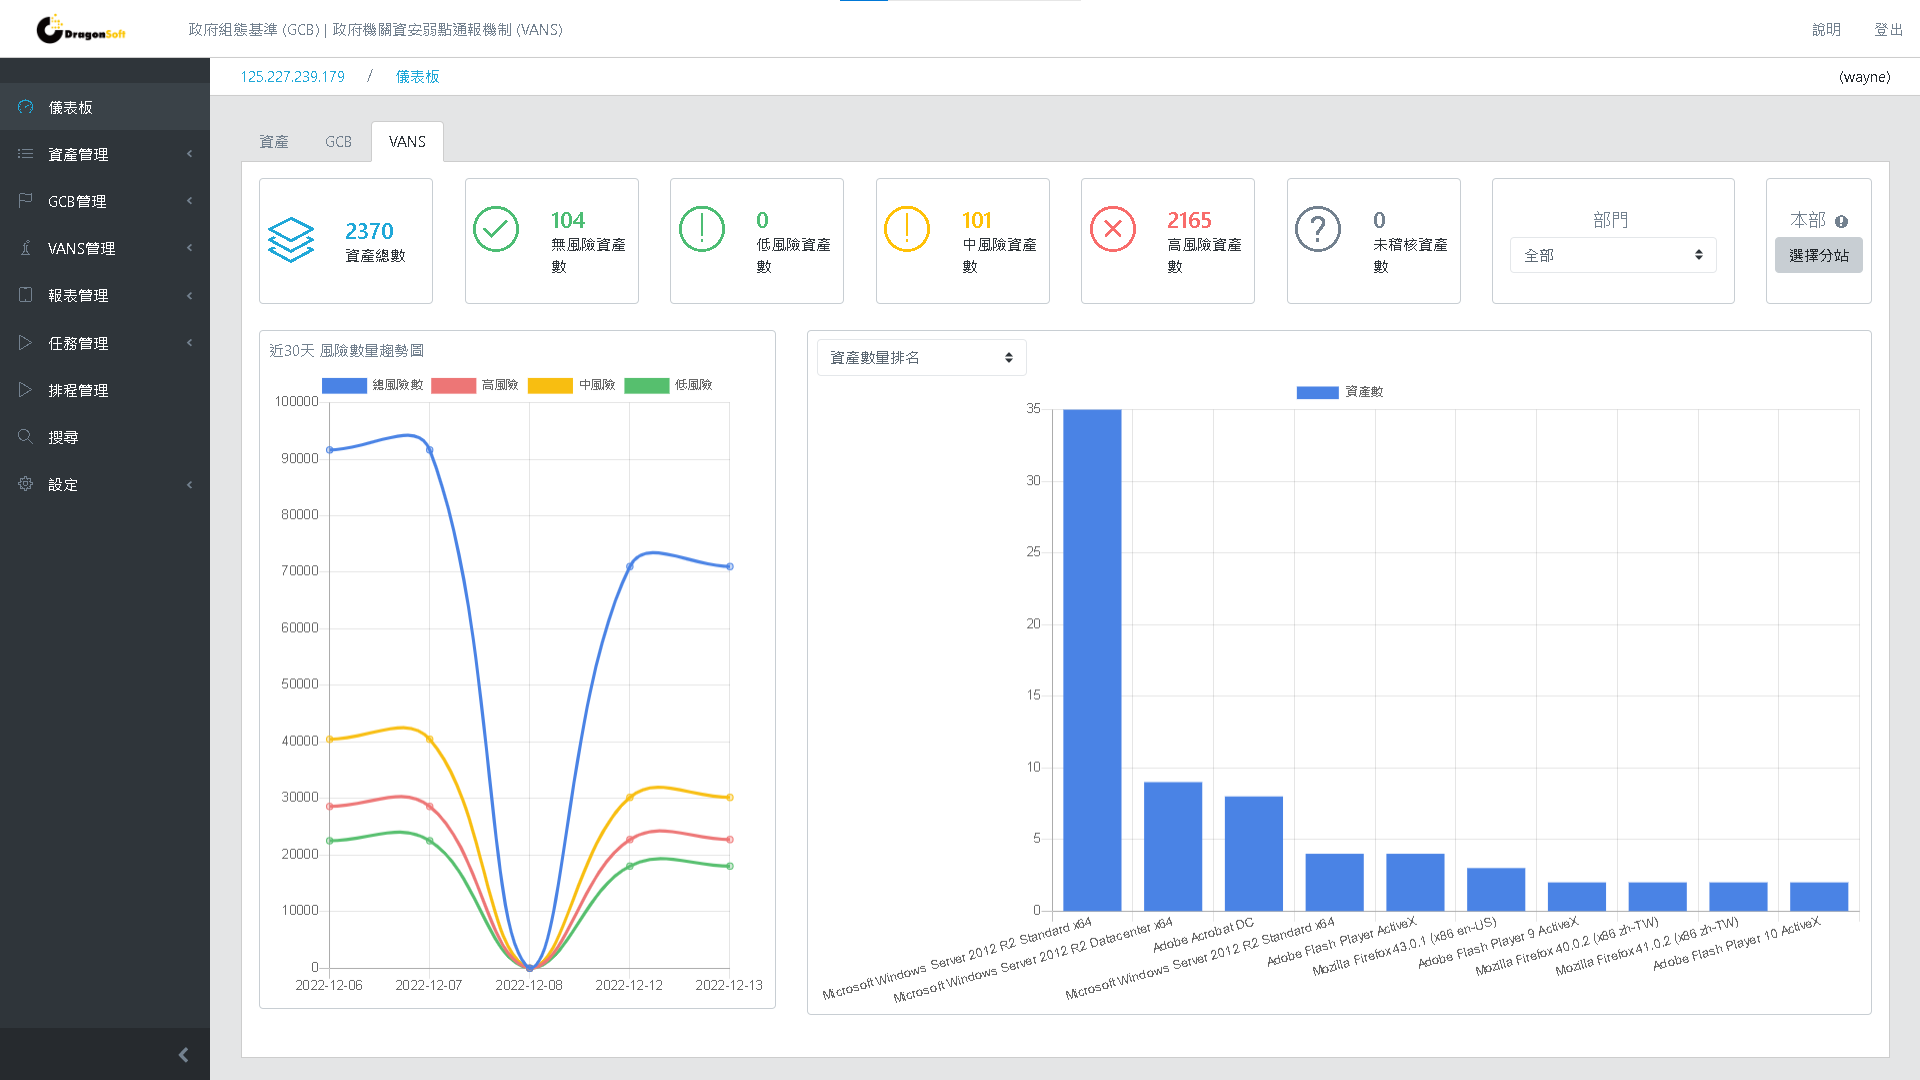 DragonSoft
政府組態基準 (GCB) | 政府機關資安弱點通報機制 (VANS)
說明
登出
125.227.239.179 / 儀表板
(wayne)
儀表板
資產管理
GCB管理
VANS管理
報表管理
任務管理
排程管理
搜尋
設定
資產
GCB
VANS
2370
資產總數
104
無風險資產
數
0
低風險資產
數
101
中風險資產
數
2165
高風險資產
數
0
未稽核資產
數
部門
全部
本部
選擇分站
近30天 風險數量趨勢圖
總風險數
高風險
中風險
低風險
100000
90000
80000
70000
60000
50000
40000
30000
20000
10000
0
2022-12-06
2022-12-07
2022-12-08
2022-12-12
2022-12-13
資產數量排名
資產數
35
30
25
20
15
10
5
0
Microsoft Windows Server 2012 R2 Standard x64
Microsoft Windows Server 2012 R2 Datacenter x64
Adobe Acrobat DC
Microsoft Windows Server 2012 R2 Standard x64
Adobe Flash Player ActiveX
Mozilla Firefox 43.0.1 (x86 en-US)
Adobe Flash Player 9 ActiveX
Mozilla Firefox 40.0.2 (x86 zh-TW)
Mozilla Firefox 41.0.2 (x86 zh-TW)
Adobe Flash Player 10 ActiveX